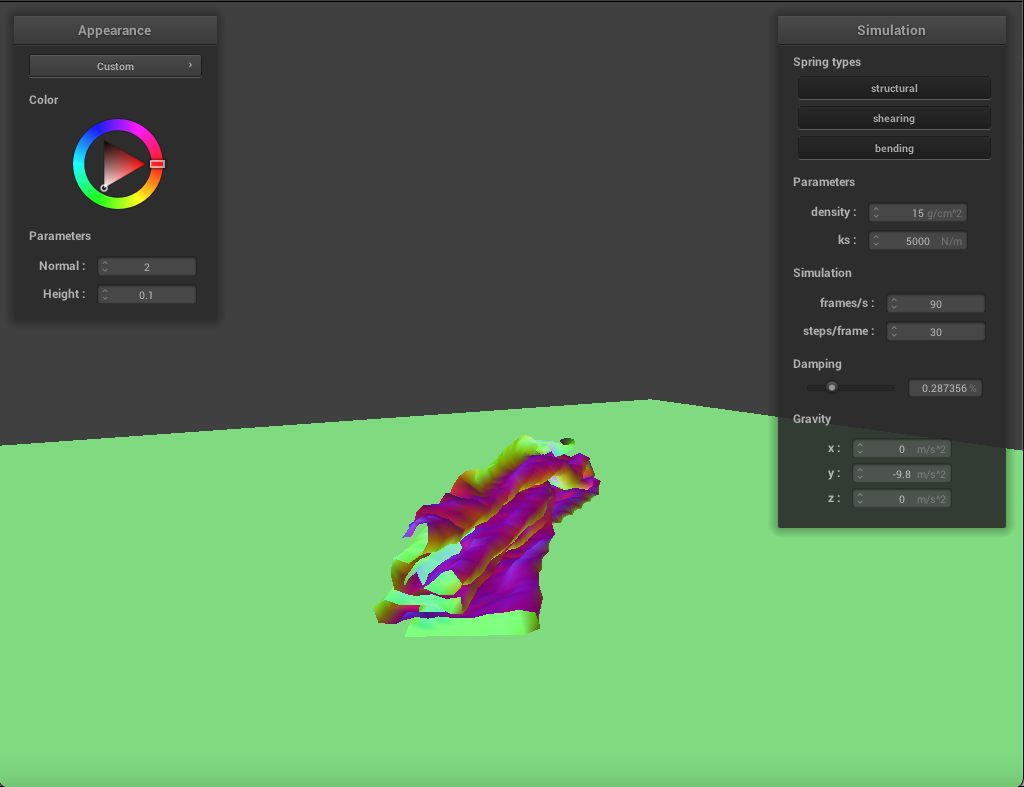 Appearance
Custom ›
Color
Parameters
Normal : 2
Height : 0.1
Simulation
Spring types
structural
shearing
bending
Parameters
density : 15 g/cm^2
ks : 5000 N/m
Simulation
frames/s : 90
steps/frame : 30
Damping
0.287356 %
Gravity
x : 0 m/s^2
y : -9.8 m/s^2
z : 0 m/s^2